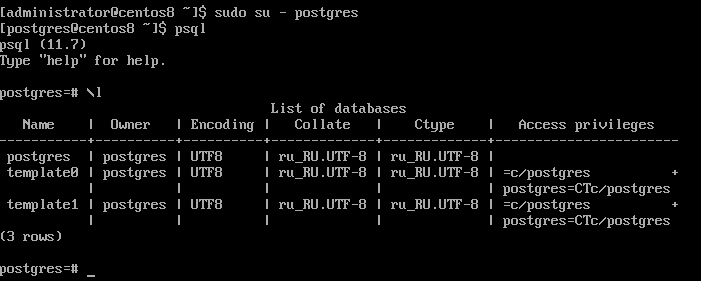 [administrator@centos8 ~]$ sudo su - postgres
[postgres@centos8 ~]$ psql
psql (11.7)
Type "help" for help.
postgres=# \l
List of databases
Name | Owner | Encoding | Collate | Ctype | Access privileges
-----------+----------+----------+-------------+-------------+-----------------------
postgres | postgres | UTF8 | ru_RU.UTF-8 | ru_RU.UTF-8 |
template0 | postgres | UTF8 | ru_RU.UTF-8 | ru_RU.UTF-8 | =c/postgres +
| | | | | postgres=CTc/postgres
template1 | postgres | UTF8 | ru_RU.UTF-8 | ru_RU.UTF-8 | =c/postgres +
| | | | | postgres=CTc/postgres
(3 rows)
postgres=# _